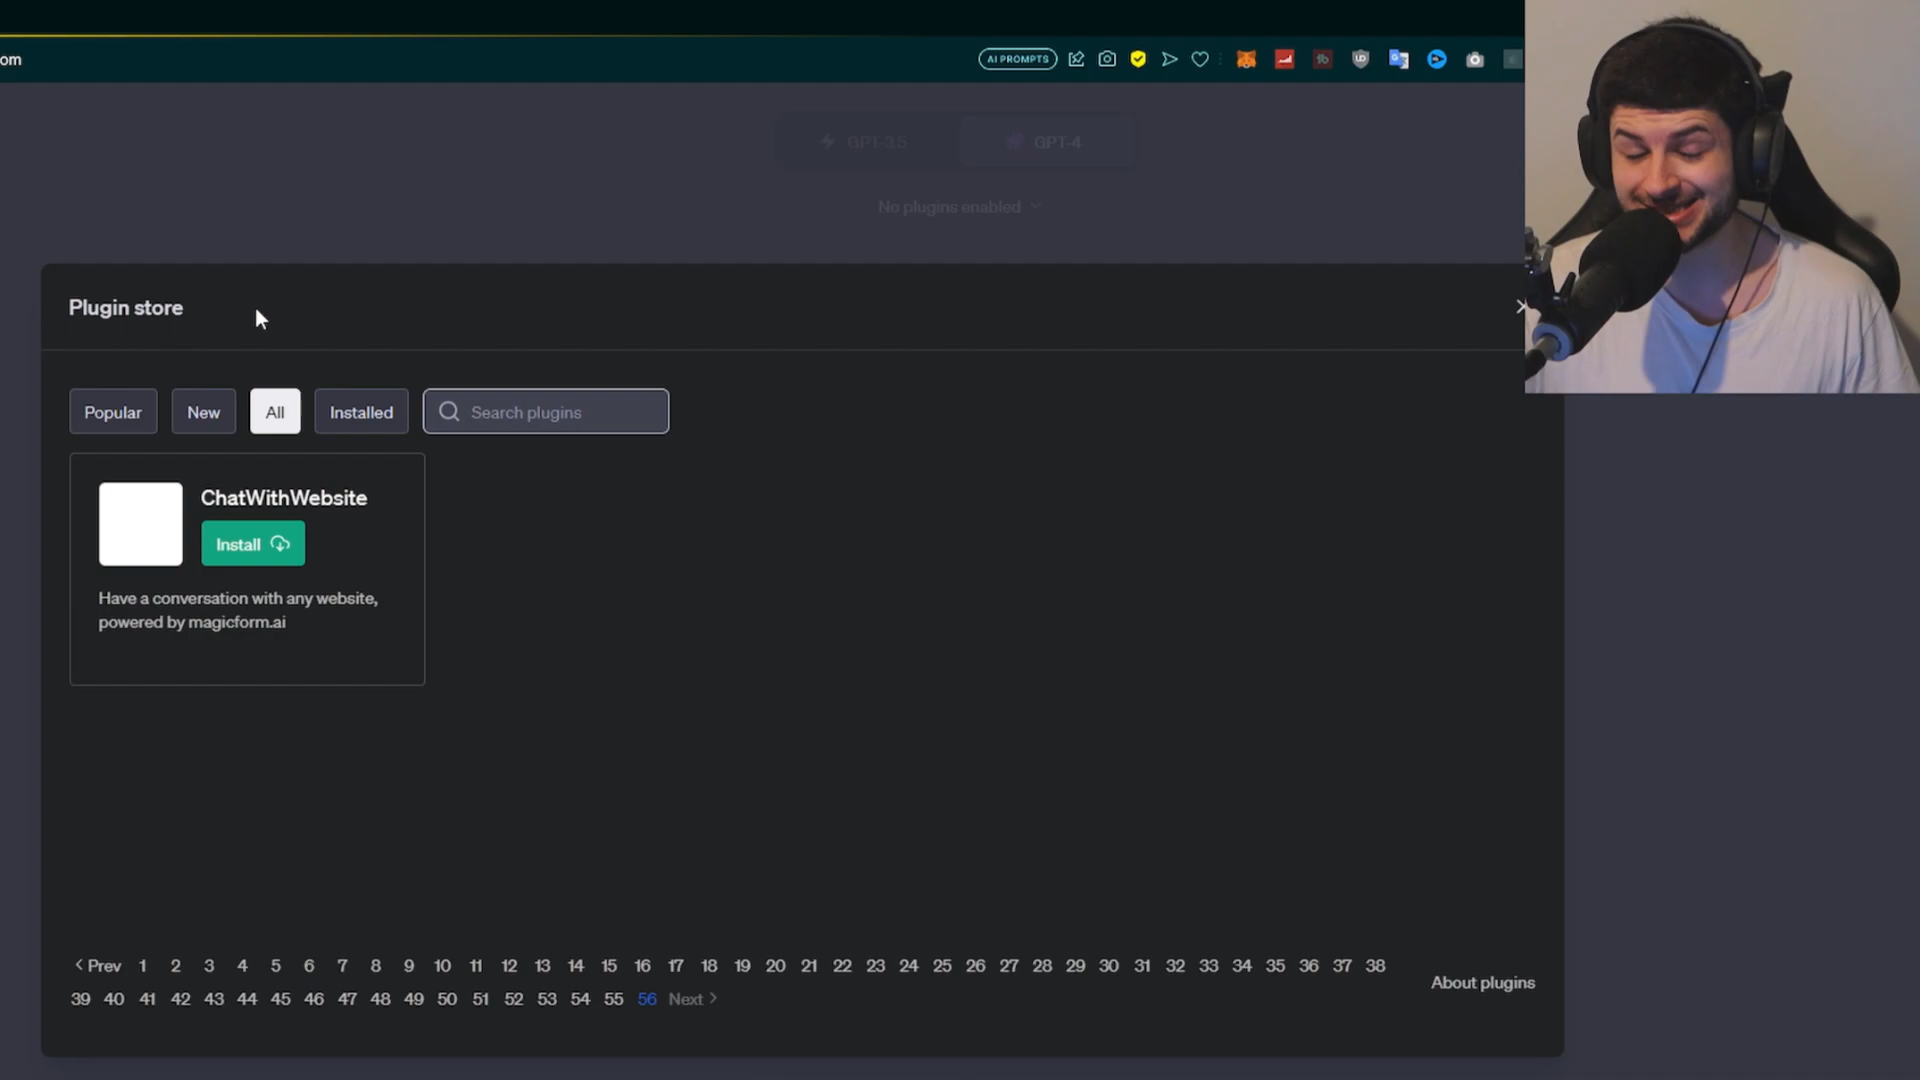 om
AI PROMPTS
GPT-3.5
GPT-4
No plugins enabled
Plugin store
Popular
New
All
Installed
Search plugins
ChatWithWebsite
Install
Have a conversation with any website,
powered by magicform.ai
Prev 1 2 3 4 5 6 7 8 9 10 11 12 13 14 15 16 17 18 19 20 21 22 23 24 25 26 27 28 29 30 31 32 33 34 35 36 37 38
39 40 41 42 43 44 45 46 47 48 49 50 51 52 53 54 55 56 Next
About plugins